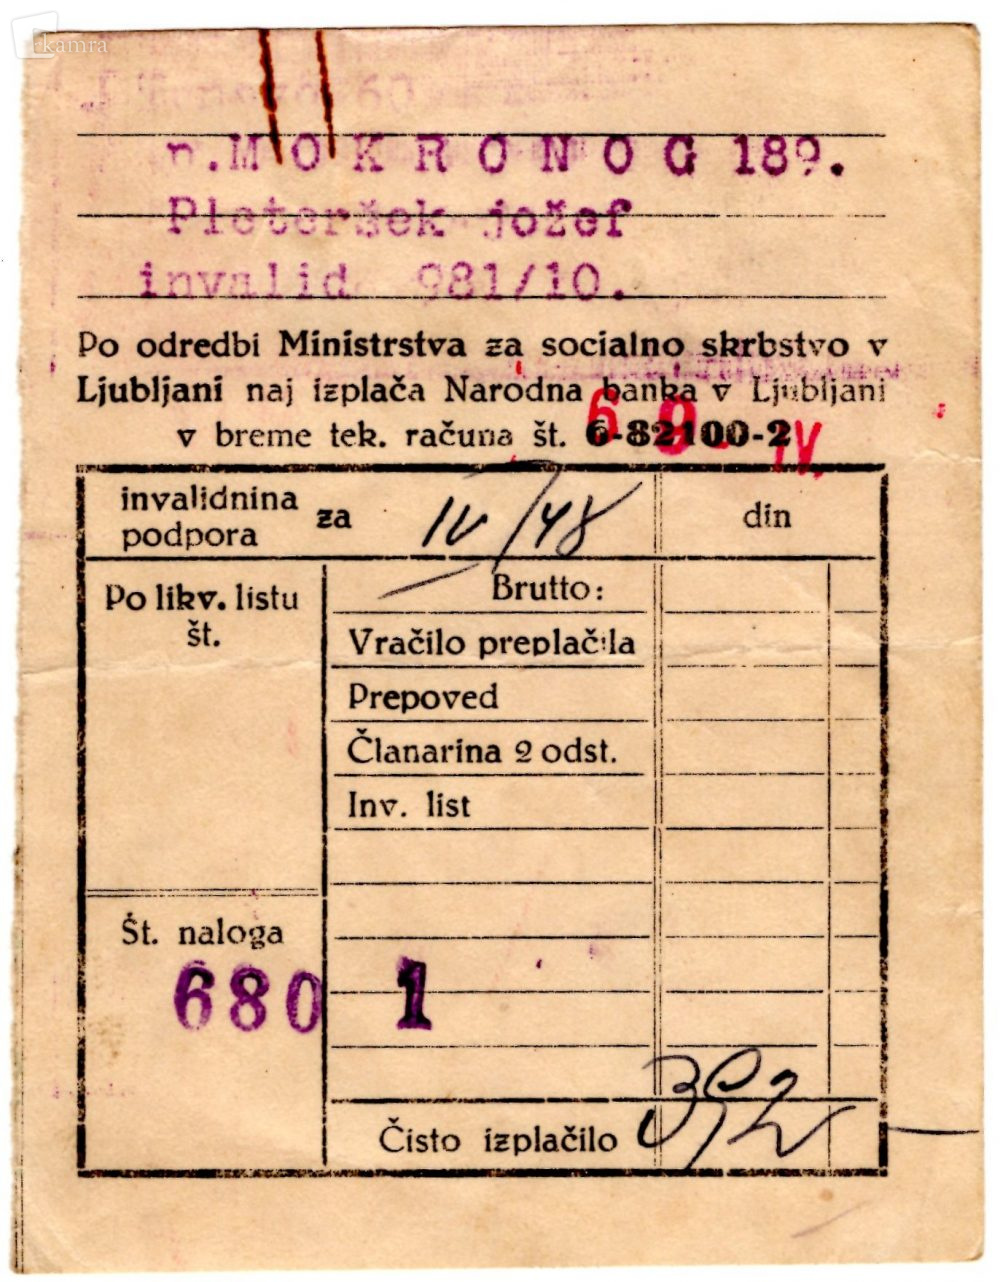 kamra
p.MOKRONOG 189.
Pleteršek jožef
invalid 981/10.
Po odredbi Ministrstva za socialno skrbstvo v
Ljubljani naj izplača Narodna banka v Ljubljani
v breme tek. računa št. 6-82100-2
invalidnina
podpora
za IV/48 din
Po likv. listu
št.
Brutto:
Vračilo preplačila
Prepoved
Članarina 2 odst.
Inv. list
Št. naloga
680 1
Čisto izplačilo 392